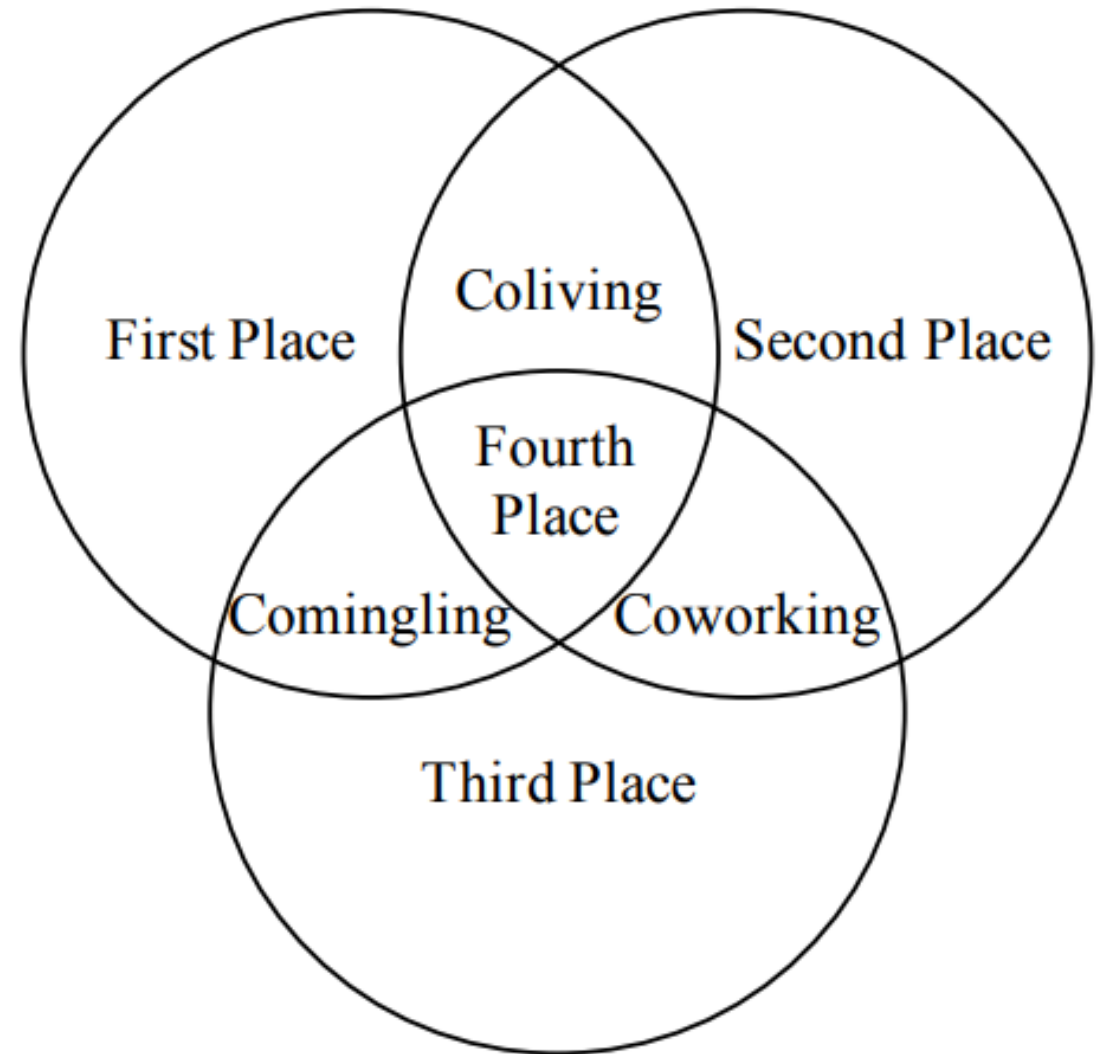 Coliving
First Place
Second Place
Fourth
Place
Comingling
Coworking
Third Place